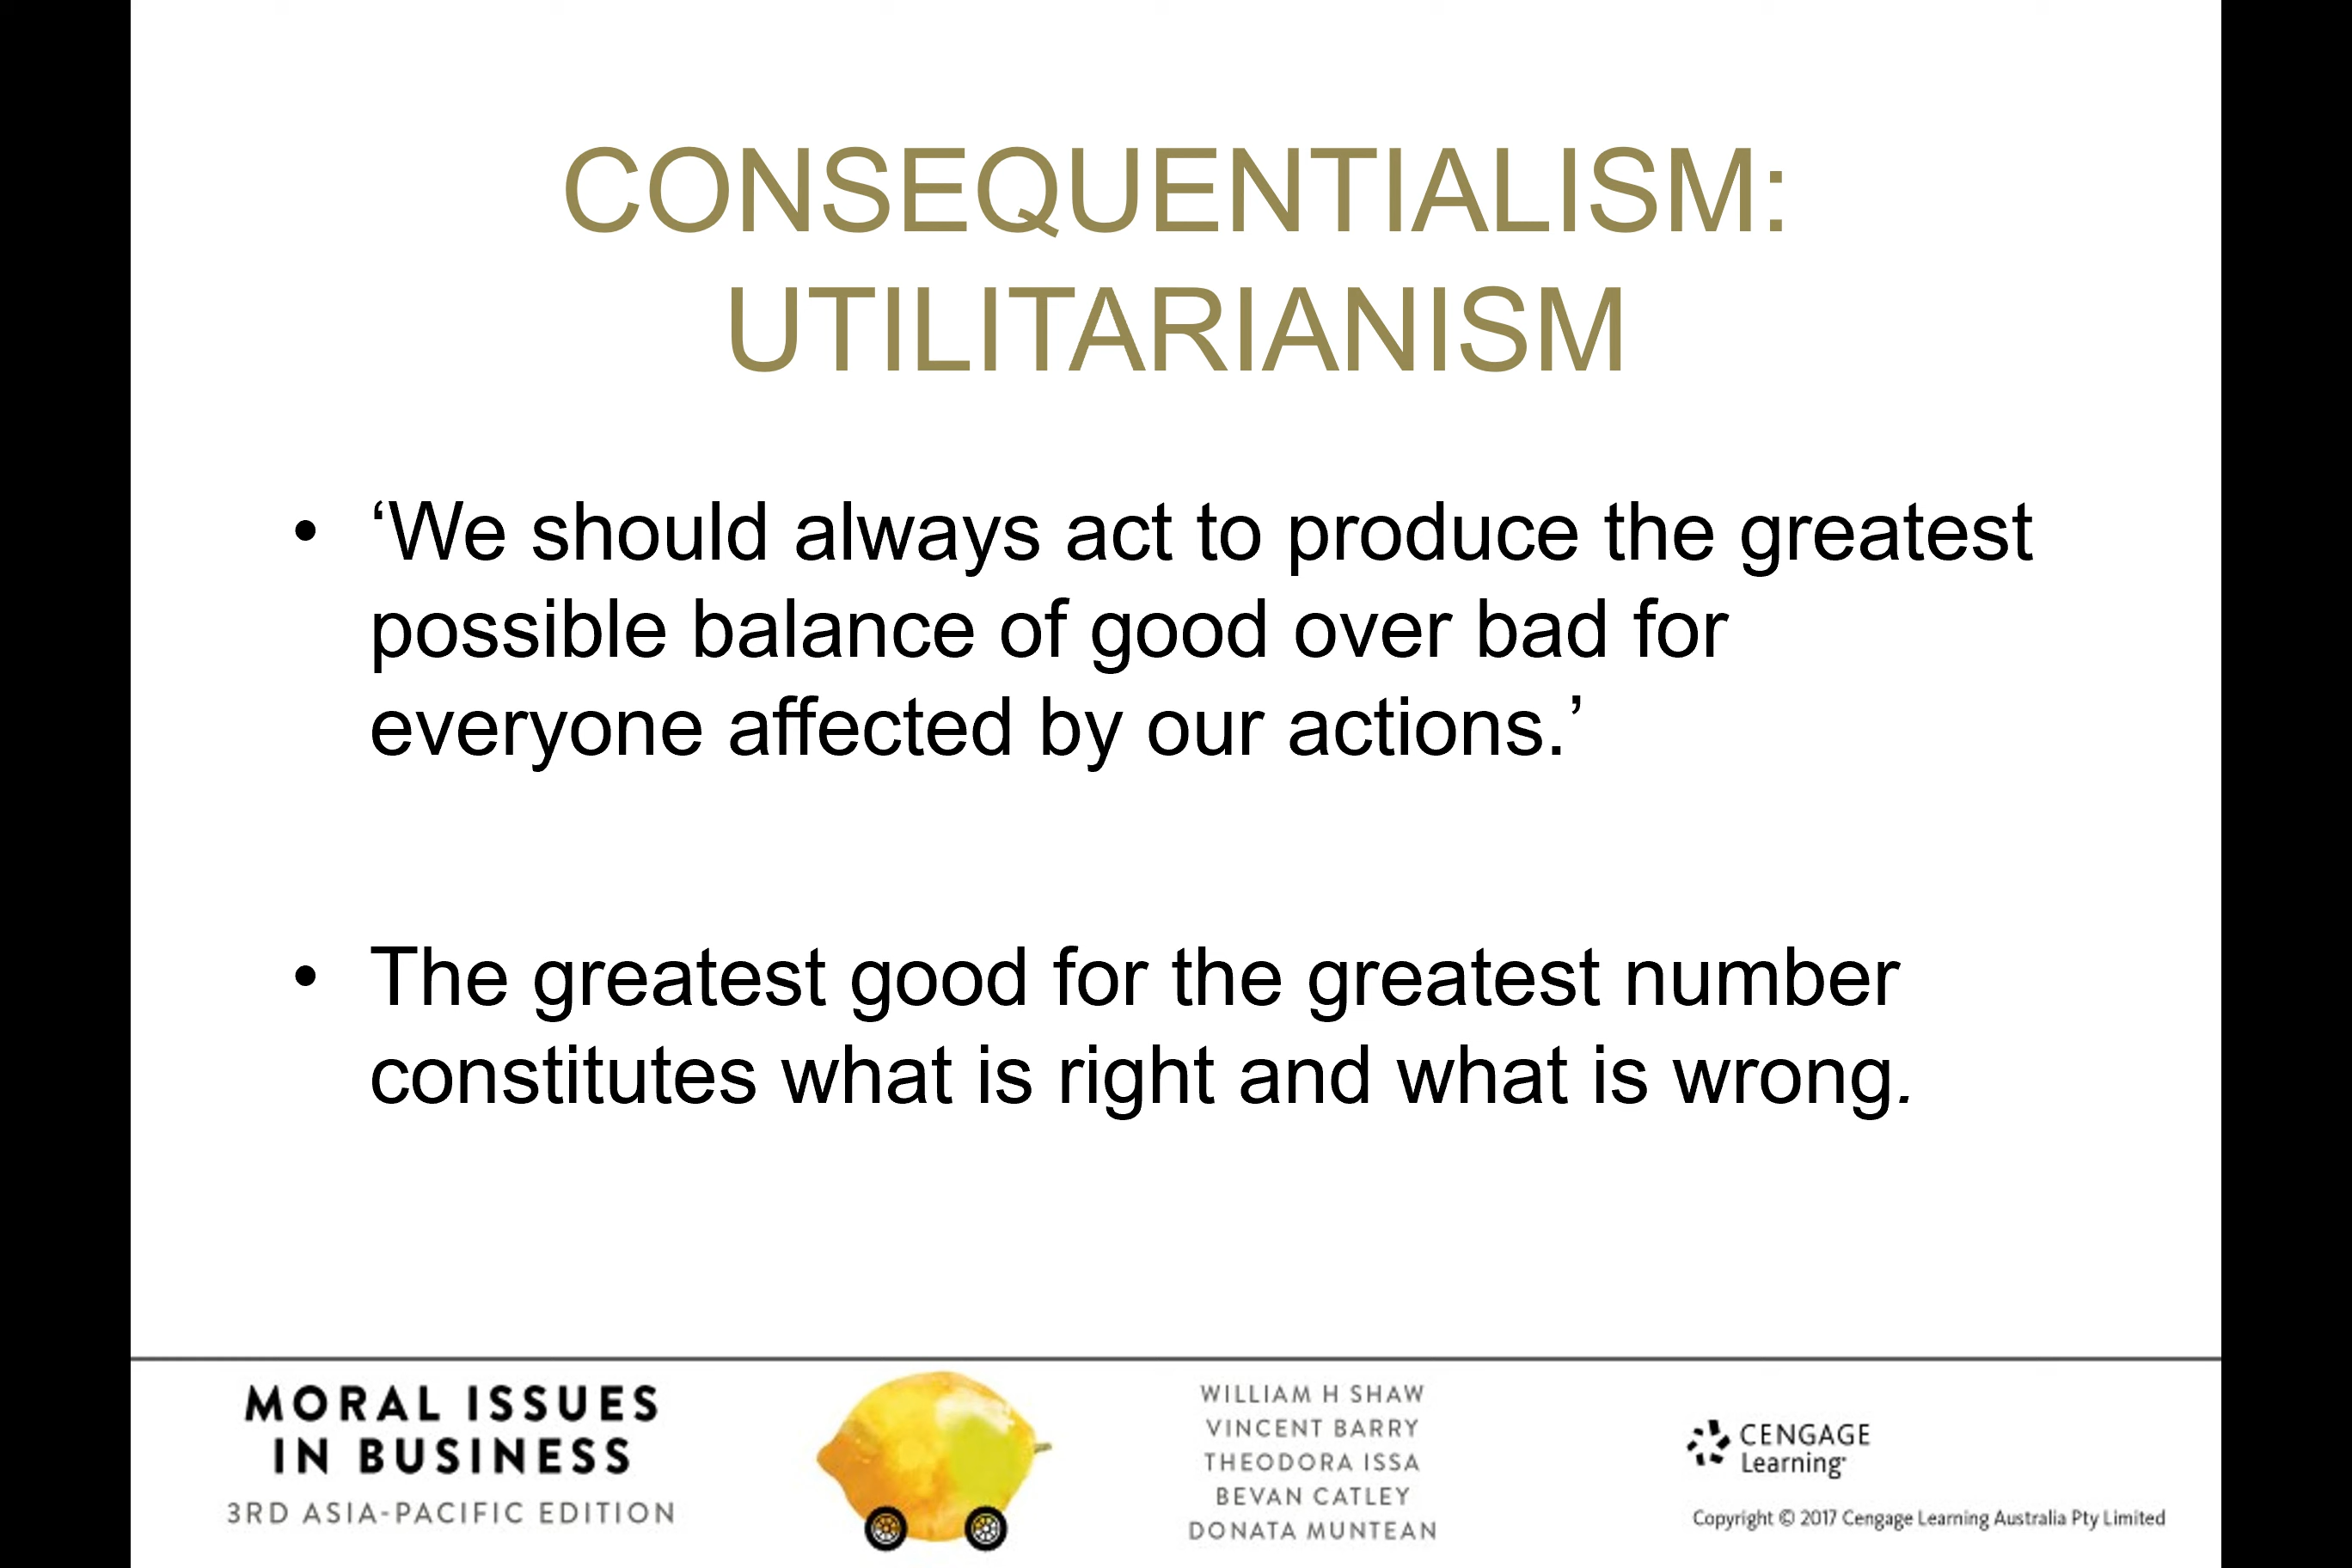 CONSEQUENTIALISM:
UTILITARIANISM
• ‘We should always act to produce the greatest
possible balance of good over bad for
everyone affected by our actions.’
• The greatest good for the greatest number
constitutes what is right and what is wrong.
MORAL ISSUES
IN BUSINESS
3RD ASIA-PACIFIC EDITION
WILLIAM H SHAW
VINCENT BARRY
THEODORA ISSA
BEVAN CATLEY
DONATA MUNTEAN
CENGAGE
Learning·
Copyright © 2017 Cengage Learning Australia Pty Limited